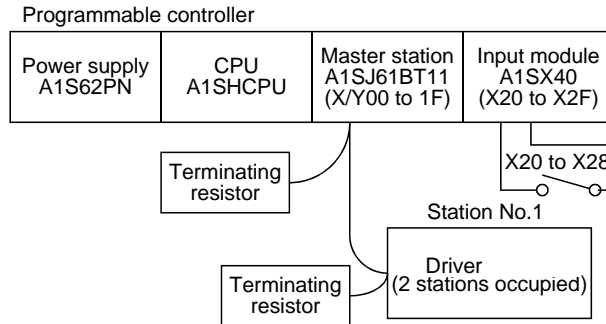 Programmable controller
Power supply
A1S62PN
CPU
A1SHCPU
Master station
A1SJ61BT11
(X/Y00 to 1F)
Input module
A1SX40
(X20 to X2F)
X20 to X28
Terminating
resistor
Station No.1
Driver
(2 stations occupied)
Terminating
resistor